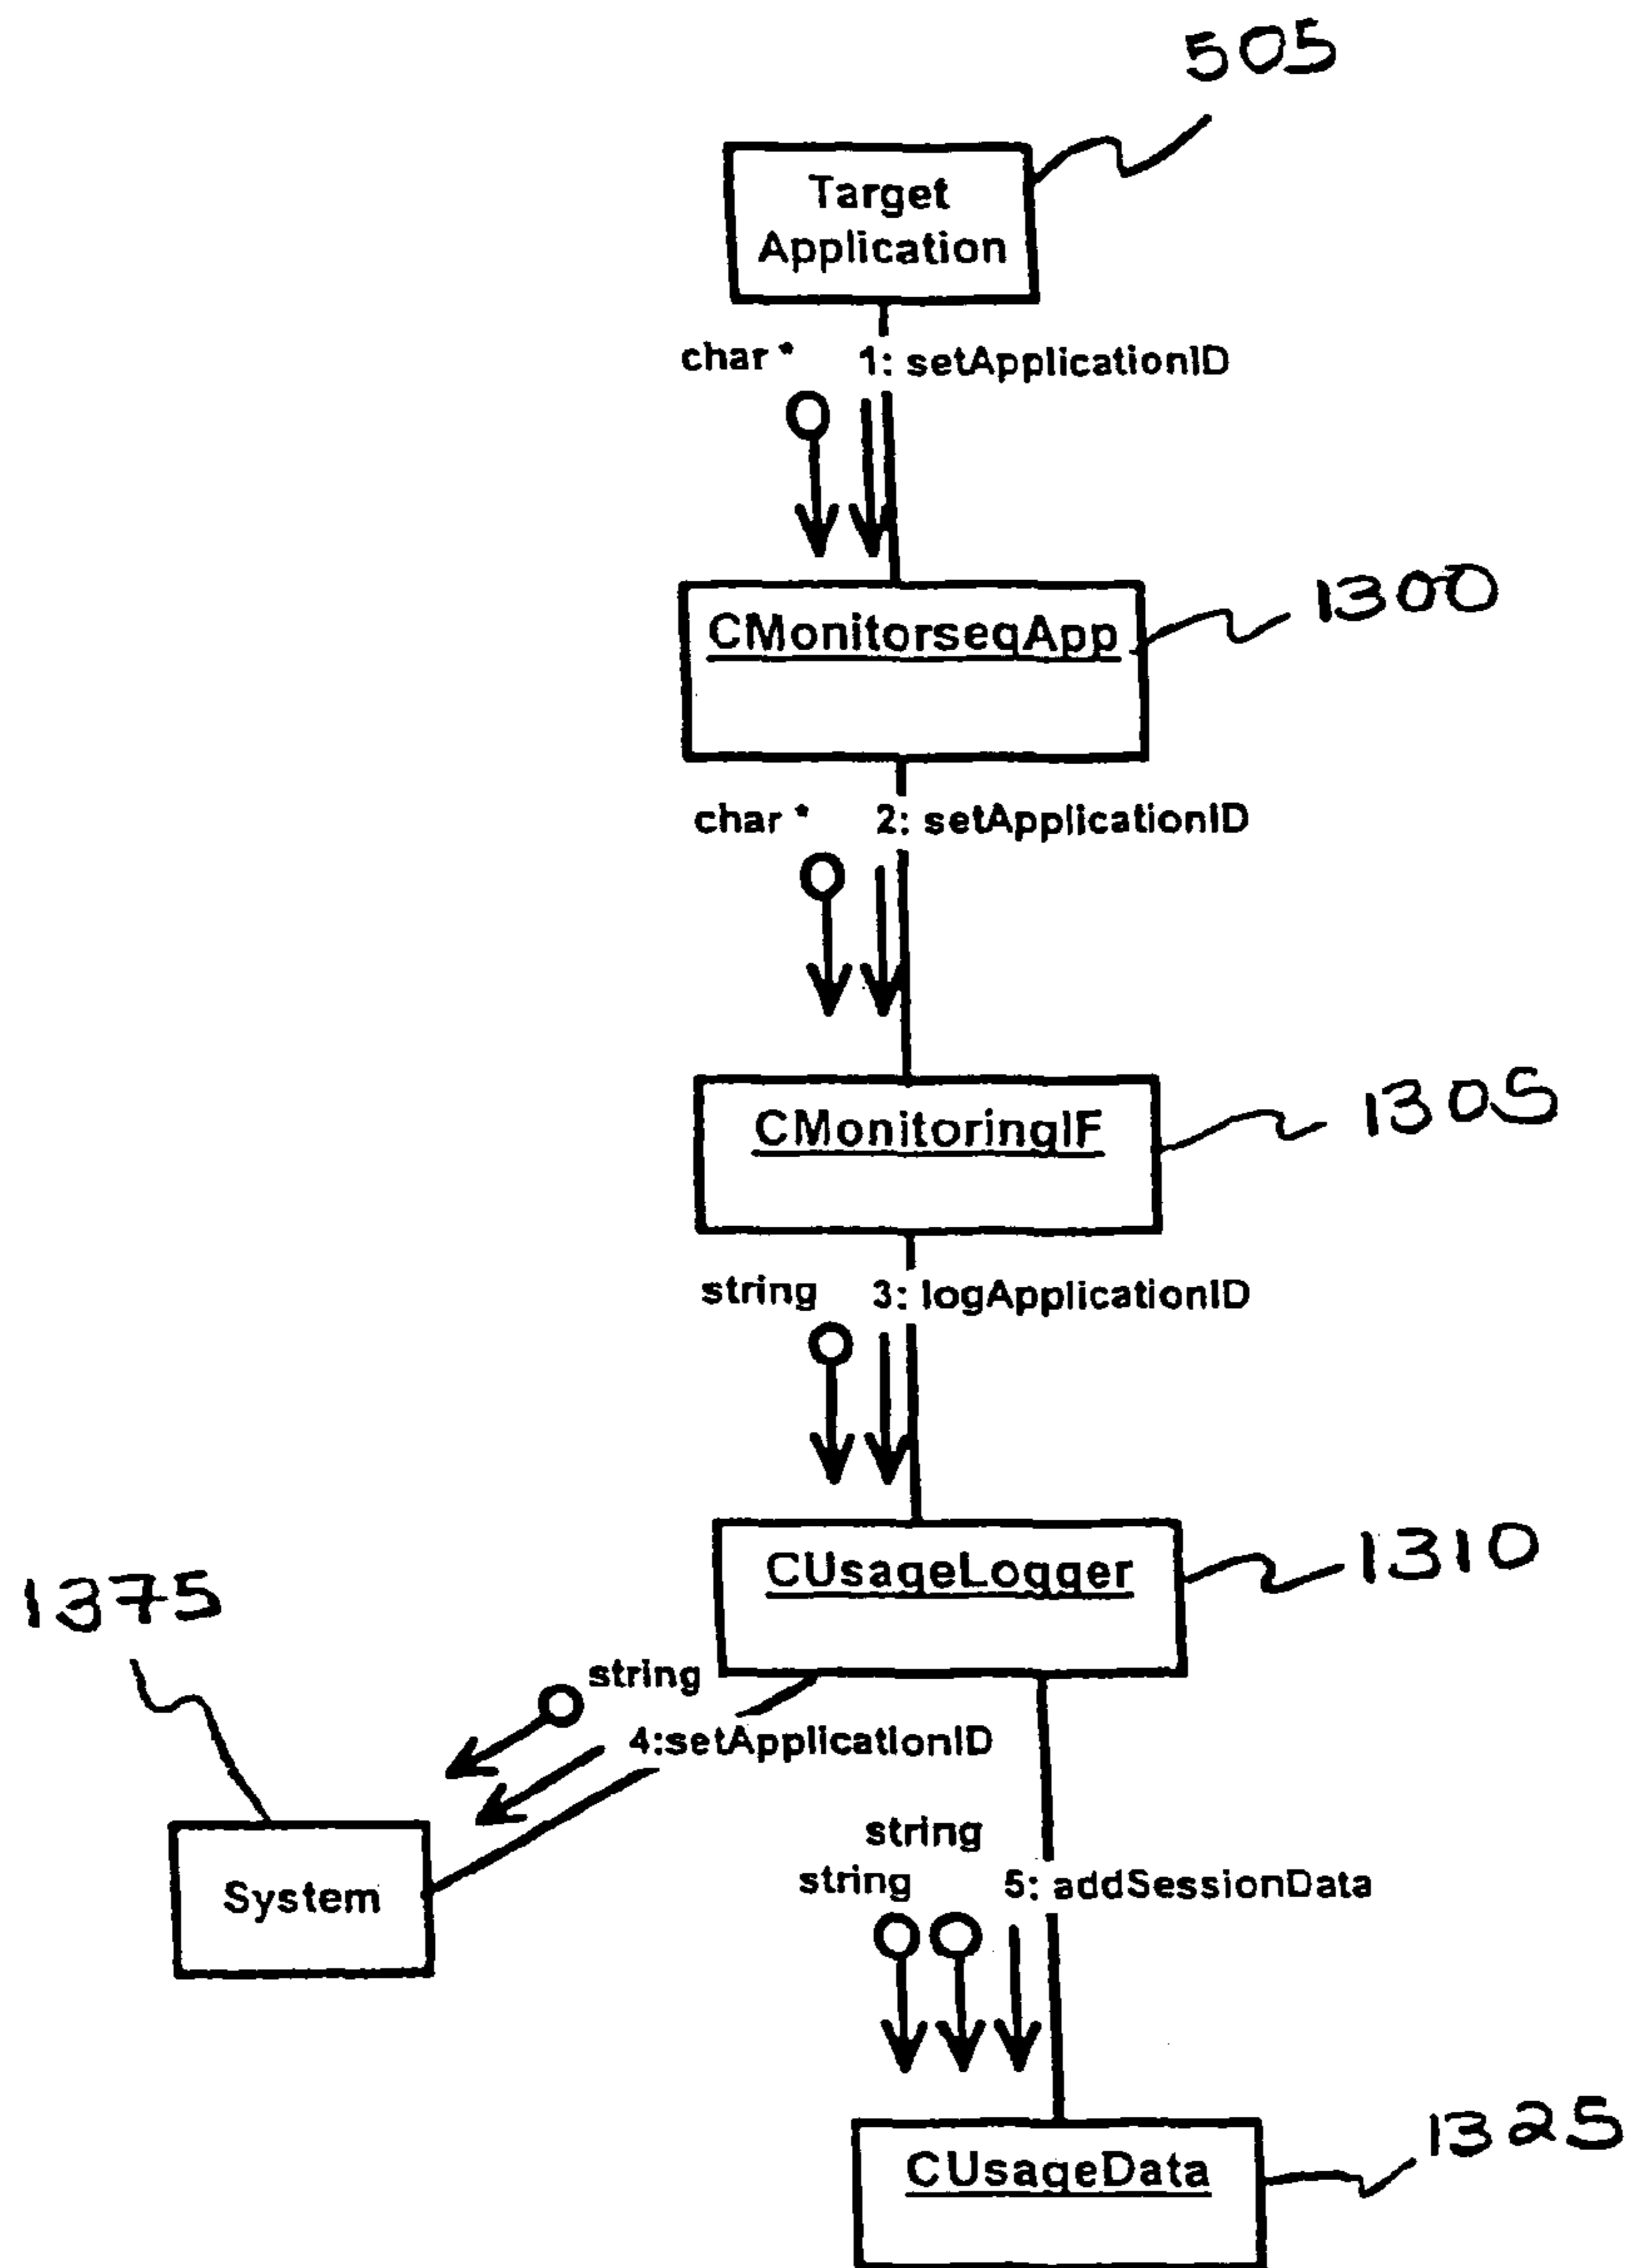 505
Target
Application
char * 1: setApplicationID
CMonitorseqApp
1300
char * 2: setApplicationID
CMonitoringIF
1305
string 3: logApplicationID
CUsageLogger
1310
1375
string
4:setApplicationID
System
string
string 5: addSessionData
CUsageData
1325